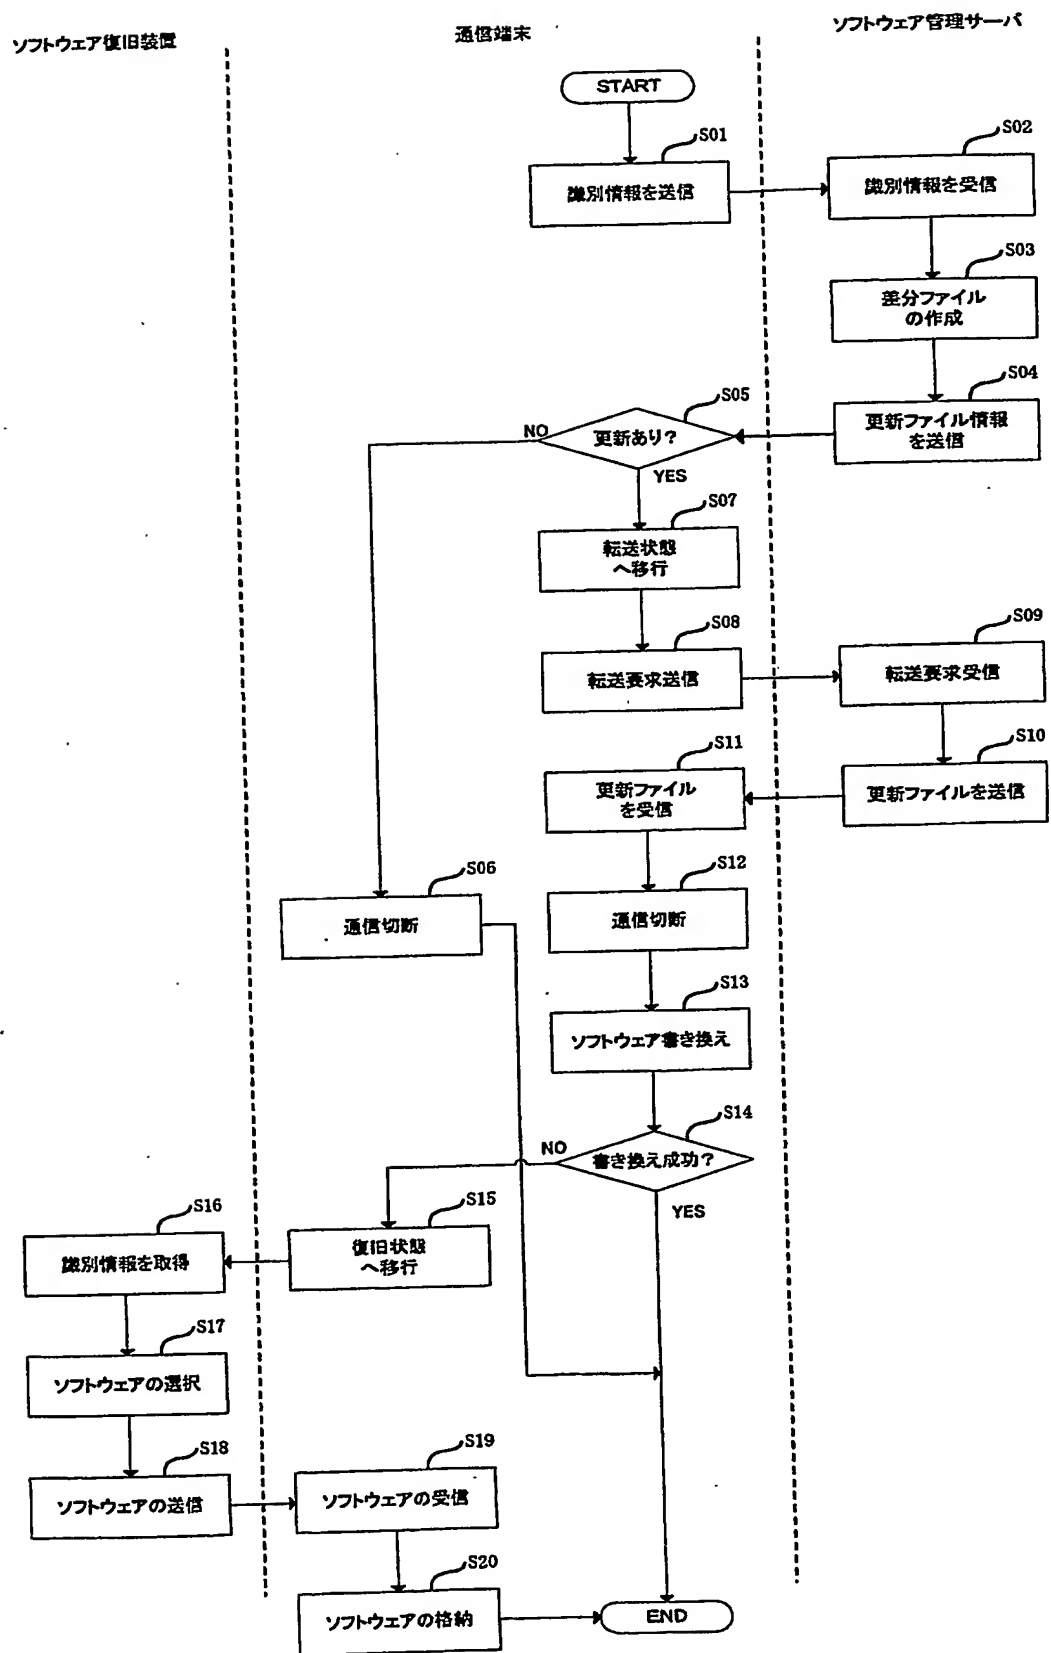 ソフトウェア復旧装置
通信端末
ソフトウェア管理サーバ
START
S01
識別情報を送信
S02
識別情報を受信
S03
差分ファイル
の作成
S04
更新ファイル情報
を送信
S05
更新あり？
NO
YES
S07
転送状態
へ移行
S08
転送要求送信
S09
転送要求受信
S10
更新ファイルを送信
S11
更新ファイル
を受信
S06
通信切断
S12
通信切断
S13
ソフトウェア書き換え
S14
書き換え成功？
NO
YES
S15
復旧状態
へ移行
S16
識別情報を取得
S17
ソフトウェアの選択
S18
ソフトウェアの送信
S19
ソフトウェアの受信
S20
ソフトウェアの格納
END